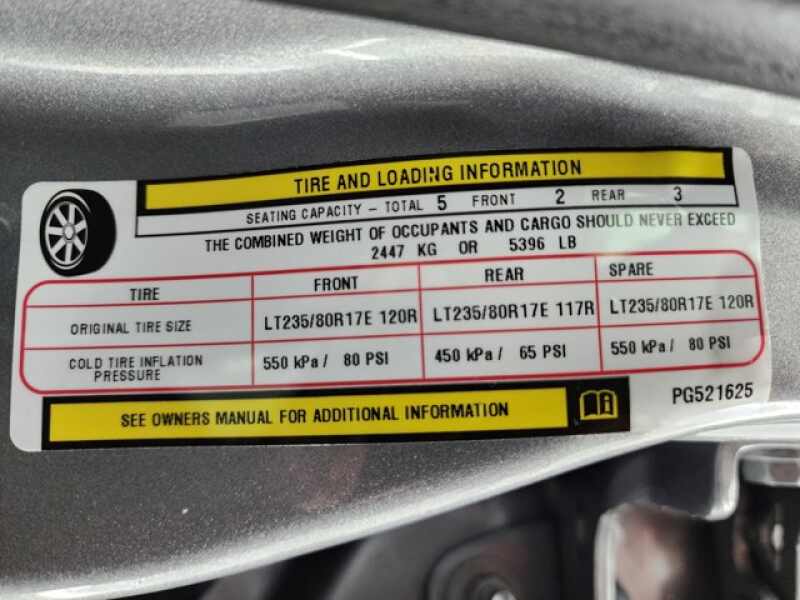 TIRE AND LOADING INFORMATION
SEATING CAPACITY – TOTAL 5 FRONT 2 REAR 3
THE COMBINED WEIGHT OF OCCUPANTS AND CARGO SHOULD NEVER EXCEED
2447 KG OR 5396 LB
TIRE FRONT REAR SPARE
ORIGINAL TIRE SIZE LT235/80R17E 120R LT235/80R17E 117R LT235/80R17E 120R
COLD TIRE INFLATION PRESSURE 550 kPa / 80 PSI 450 kPa / 65 PSI 550 kPa / 80 PSI
SEE OWNERS MANUAL FOR ADDITIONAL INFORMATION
PG521625